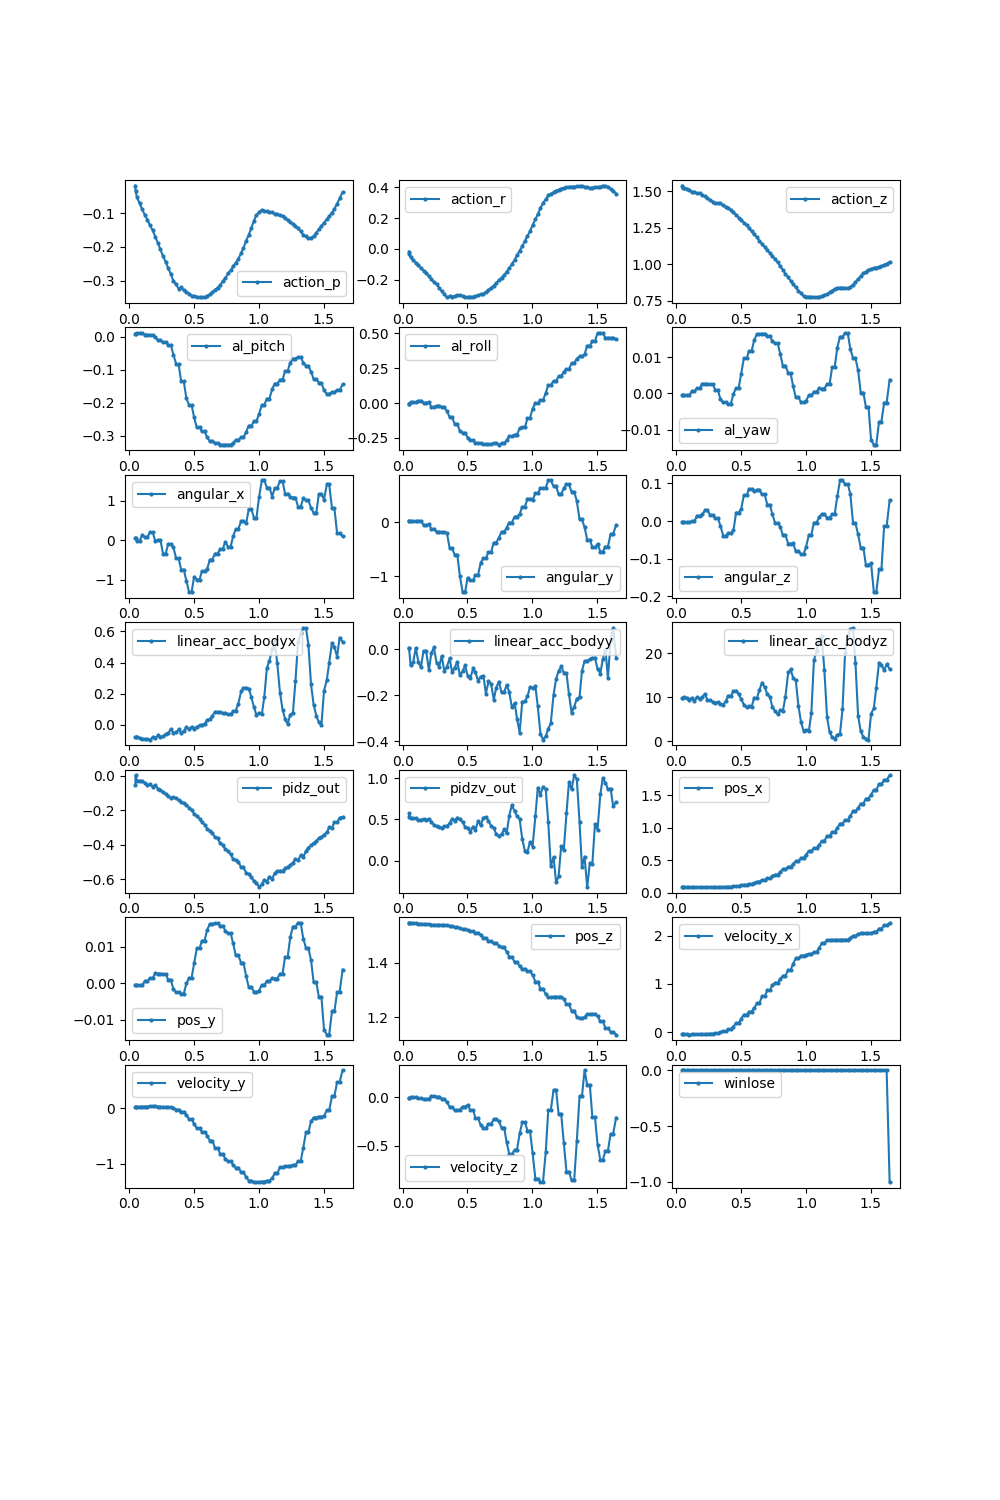 −0.1
−0.2
−0.3
action_p
0.0 0.5 1.0 1.5
0.4
0.2
0.0
−0.2
action_r
0.0 0.5 1.0 1.5
1.50
1.25
1.00
0.75
action_z
0.0 0.5 1.0 1.5
0.0
−0.1
−0.2
−0.3
al_pitch
0.0 0.5 1.0 1.5
0.50
0.25
0.00
−0.25
al_roll
0.0 0.5 1.0 1.5
0.01
0.00
−0.01
al_yaw
0.0 0.5 1.0 1.5
1
0
−1
angular_x
0.0 0.5 1.0 1.5
0
−1
angular_y
0.0 0.5 1.0 1.5
0.1
0.0
−0.1
−0.2
angular_z
0.0 0.5 1.0 1.5
0.6
0.4
0.2
0.0
linear_acc_bodyx
0.0 0.5 1.0 1.5
0.0
−0.2
−0.4
linear_acc_bodyy
0.0 0.5 1.0 1.5
20
10
0
linear_acc_bodyz
0.0 0.5 1.0 1.5
0.0
−0.2
−0.4
−0.6
pidz_out
0.0 0.5 1.0 1.5
1.0
0.5
0.0
pidzv_out
0.0 0.5 1.0 1.5
1.5
1.0
0.5
0.0
pos_x
0.0 0.5 1.0 1.5
0.01
0.00
−0.01
pos_y
0.0 0.5 1.0 1.5
1.4
1.2
pos_z
0.0 0.5 1.0 1.5
2
1
0
velocity_x
0.0 0.5 1.0 1.5
0
−1
velocity_y
0.0 0.5 1.0 1.5
0.0
−0.5
velocity_z
0.0 0.5 1.0 1.5
0.0
−0.5
−1.0
winlose
0.0 0.5 1.0 1.5